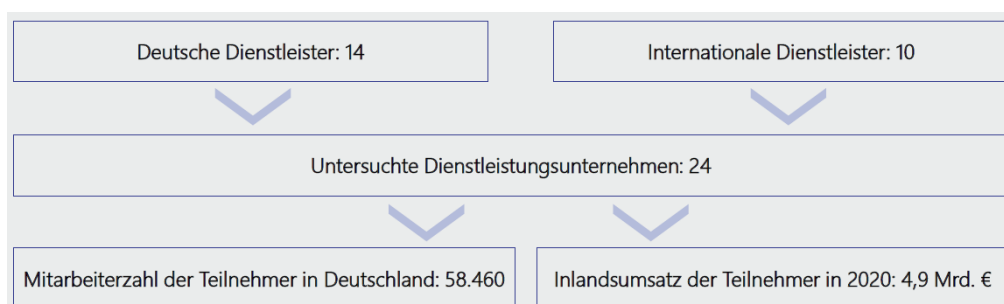 Deutsche Dienstleister: 14
Internationale Dienstleister: 10
Untersuchte Dienstleistungsunternehmen: 24
Mitarbeiterzahl der Teilnehmer in Deutschland: 58.460
Inlandsumsatz der Teilnehmer in 2020: 4,9 Mrd. €